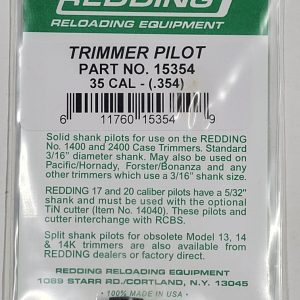 REDDING
RELOADING EQUIPMENT
TRIMMER PILOT
PART NO. 15354
35 CAL - (.354)
6 11760 15354 9
Solid shank pilots for use on the REDDING
No. 1400 and 2400 Case Trimmers. Standard
3/16" diameter shank. May also be used on
Pacific/Hornady, Forster/Bonanza and any
other trimmers which use a 3/16" shank size.
REDDING 17 and 20 caliber pilots have a 5/32"
shank and must be used with the optional
TiN cutter (Item No. 14040). These pilots and
cutter interchange with RCBS.
Split shank pilots for obsolete Model 13, 14
& 14K trimmers are also available from
REDDING dealers or factory direct.
REDDING RELOADING EQUIPMENT
1089 STARR RD./CORTLAND, N.Y. 13045
• 100% MADE IN USA •